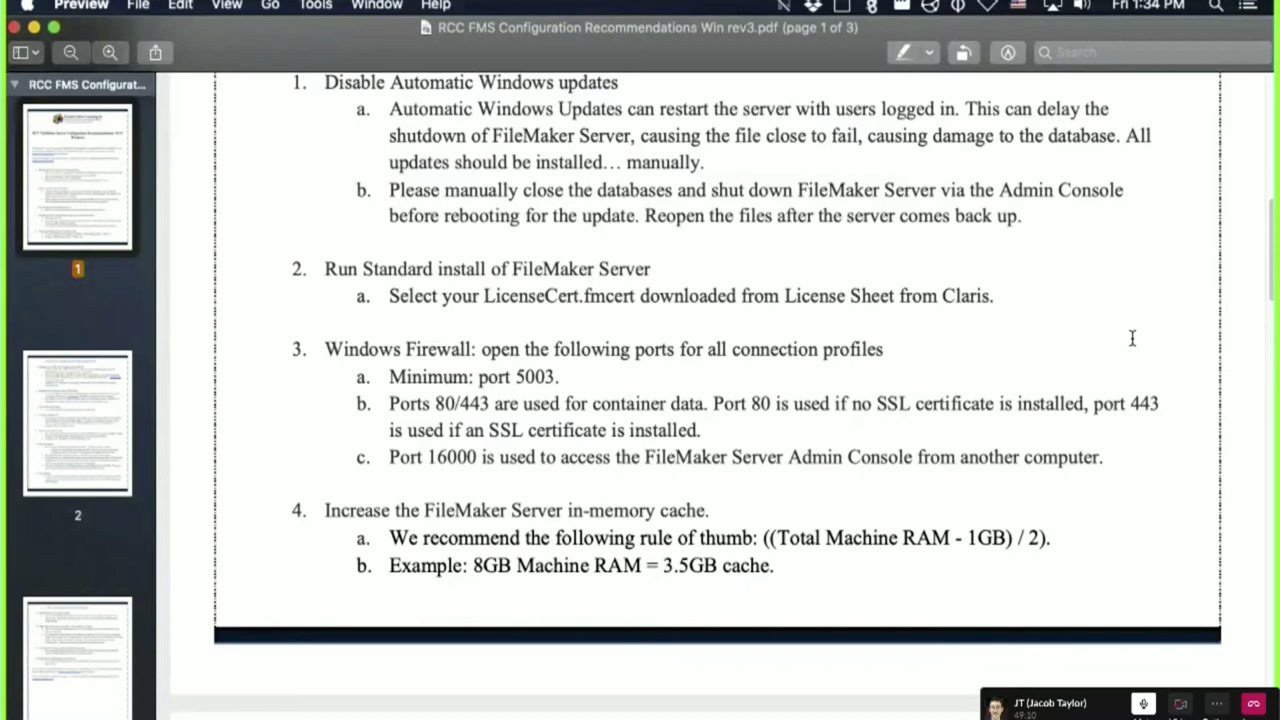 Preview File Edit View Go Tools Window Help Fri 1:34 PM
RCC FMS Configuration Recommendations Win rev3.pdf (page 1 of 3)
Search
RCC FMS Configurat...
1. Disable Automatic Windows updates
a. Automatic Windows Updates can restart the server with users logged in. This can delay the
shutdown of FileMaker Server, causing the file close to fail, causing damage to the database. All
updates should be installed… manually.
b. Please manually close the databases and shut down FileMaker Server via the Admin Console
before rebooting for the update. Reopen the files after the server comes back up.
2. Run Standard install of FileMaker Server
a. Select your LicenseCert.fmcert downloaded from License Sheet from Claris.
3. Windows Firewall: open the following ports for all connection profiles
a. Minimum: port 5003.
b. Ports 80/443 are used for container data. Port 80 is used if no SSL certificate is installed, port 443
is used if an SSL certificate is installed.
c. Port 16000 is used to access the FileMaker Server Admin Console from another computer.
4. Increase the FileMaker Server in-memory cache.
a. We recommend the following rule of thumb: ((Total Machine RAM - 1GB) / 2).
b. Example: 8GB Machine RAM = 3.5GB cache.
1
2
JT (Jacob Taylor)
49:10